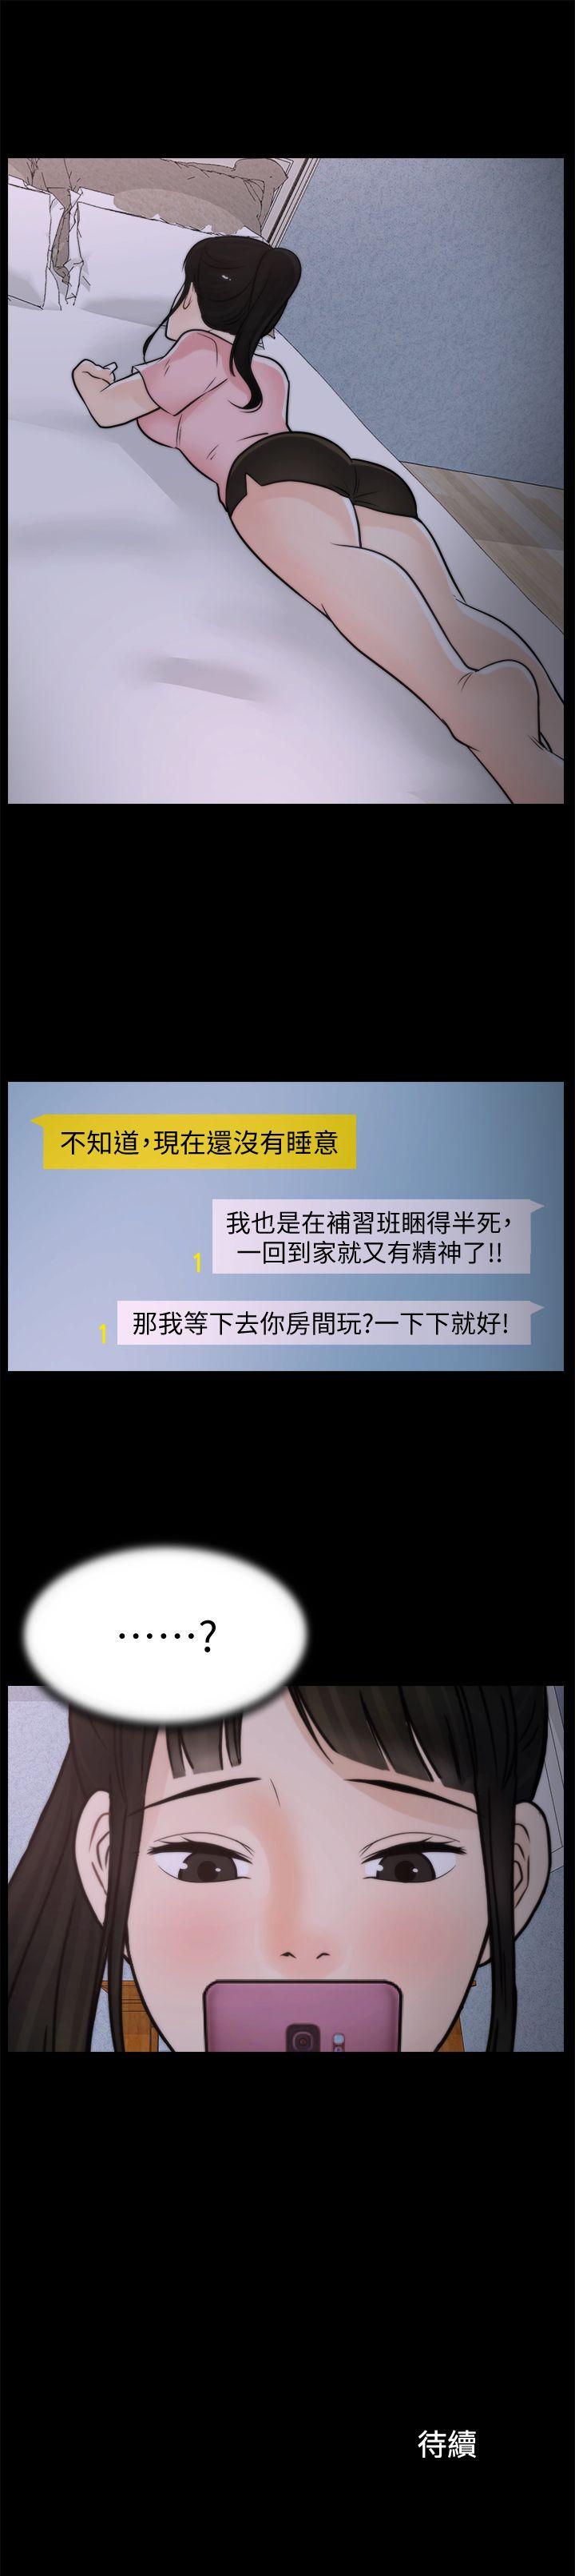 不知道,現在還沒有睡意
我也是在補習班睏得半死,
一回到家就又有精神了!!
1
那我等下去你房間玩?一下下就好!
1
……?
待續